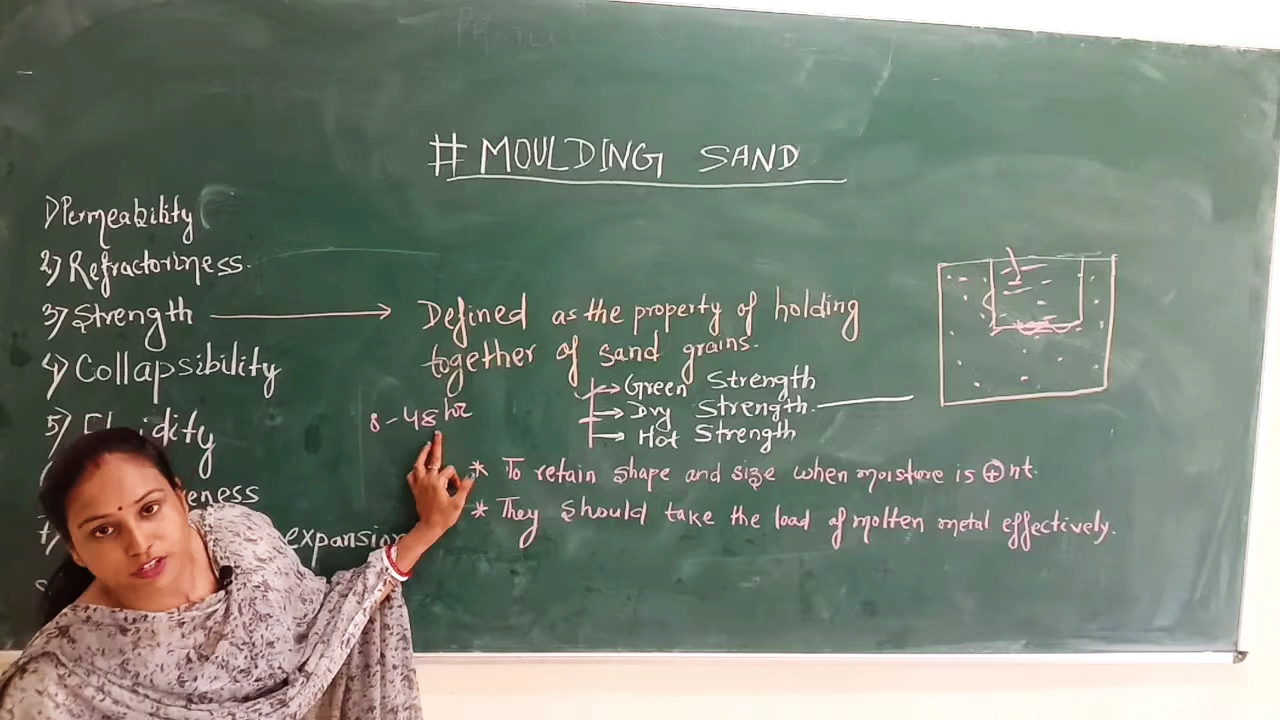 # MOULDING SAND
1) Permeability
2) Refractoriness.
3) Strength → Defined as the property of holding
together of sand grains.
→ Green Strength
→ Dry Strength.
→ Hot Strength
8-48 hr
4) Collapsibility
5)
* To retain shape and size when moisture is ⊕nt.
* They should take the load of molten metal effectively.
expansion